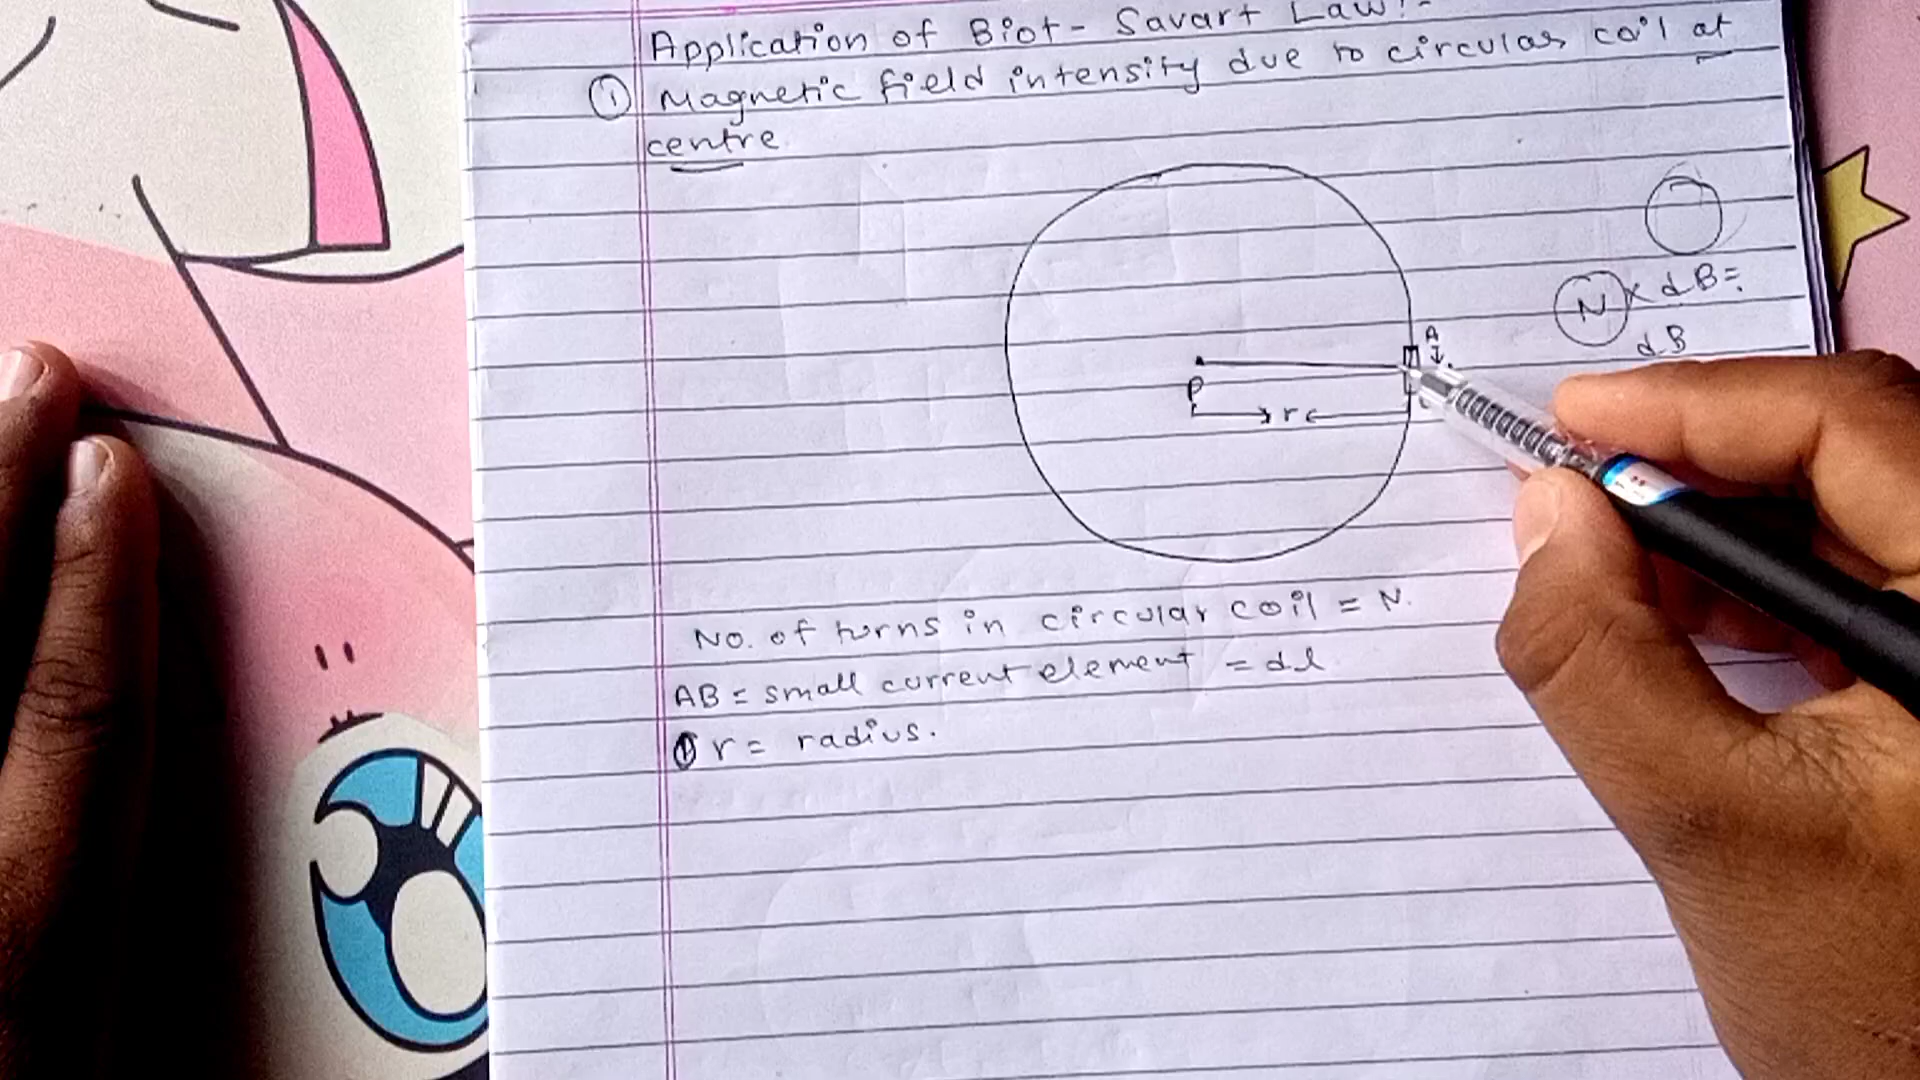 Application of Biot - Savart Law:-
① Magnetic field intensity due to circular coil at
centre.
N x dB =
dB
A
P
r
No. of turns in circular coil = N.
AB = small current element = dl
r = radius.